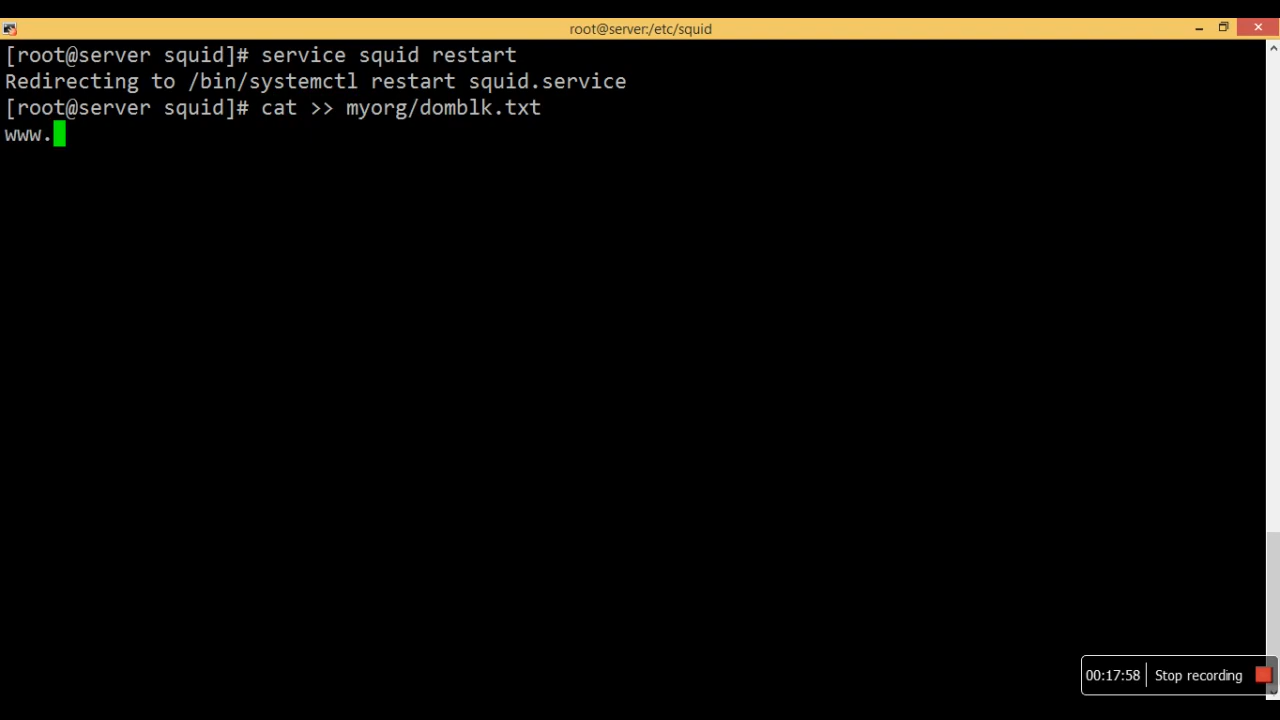 root@server:/etc/squid
[root@server squid]# service squid restart
Redirecting to /bin/systemctl restart squid.service
[root@server squid]# cat >> myorg/domblk.txt
www.
00:17:58 Stop recording